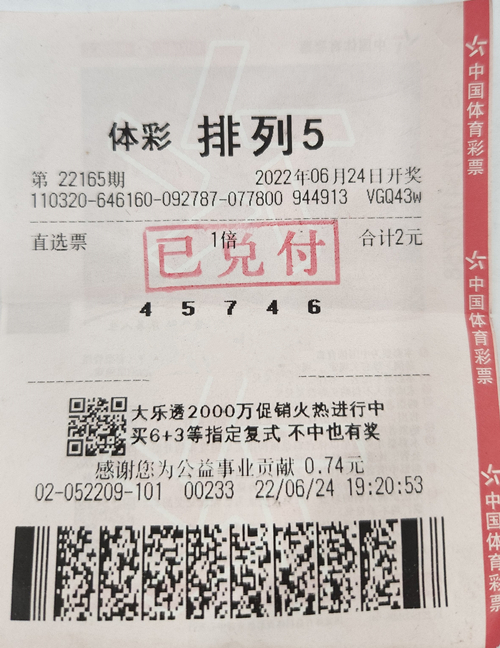 体彩 排列5
第 22165期 2022年06月24日开奖
110320-646160-092787-077800 944913 VGQ43w
直选票 1倍 合计2元
已兑付
4 5 7 4 6
大乐透2000万促销火热进行中
买6+3等指定复式 不中也有奖
感谢您为公益事业贡献 0.74元
02-052209-101 00233 22/06/24 19:20:53
中国体育彩票
中国体育彩票
中国体育彩票